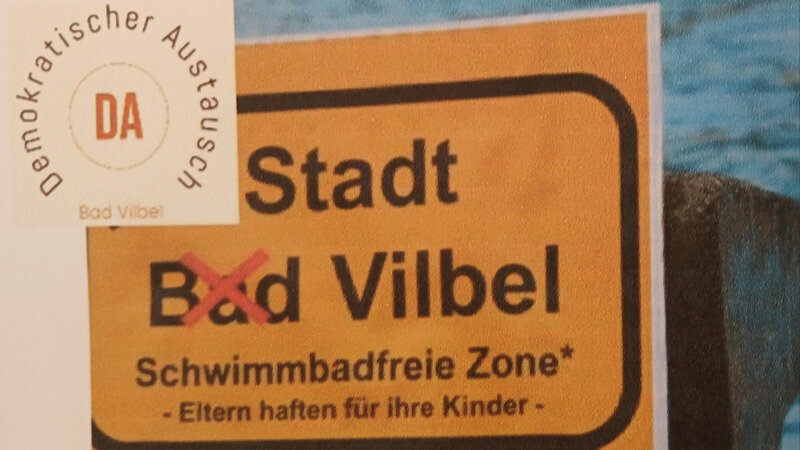 Demokratischer Austausch
DA
Bad Vilbel
Stadt
Bad Vilbel
Schwimmbadfreie Zone*
- Eltern haften für ihre Kinder -